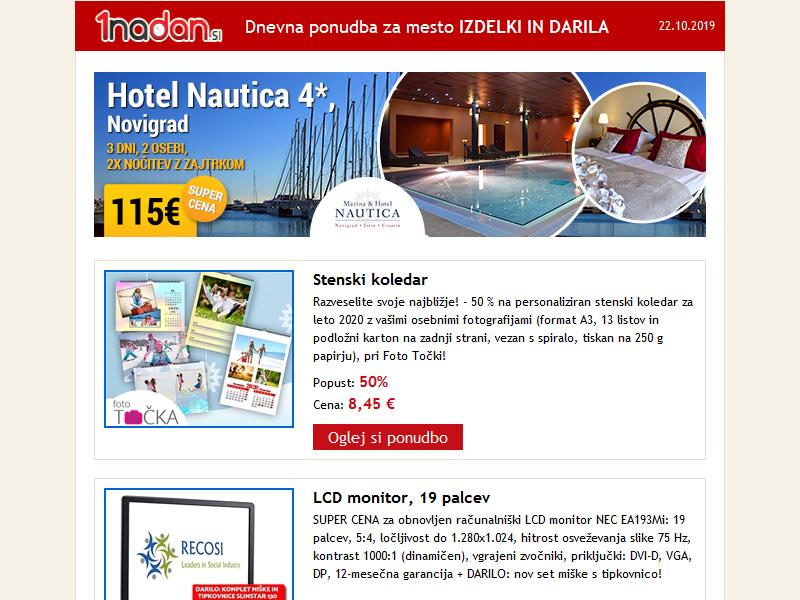 1nadan.si
Dnevna ponudba za mesto IZDELKI IN DARILA
22.10.2019
Hotel Nautica 4*,
Novigrad
3 DNI, 2 OSEBI,
2X NOČITEV Z ZAJTRKOM
115€
SUPER
CENA
Marina & Hotel
NAUTICA
Novigrad • Istra • Croatia
Stenski koledar
Razveselite svoje najbližje! - 50 % na personaliziran stenski koledar za
leto 2020 z vašimi osebnimi fotografijami (format A3, 13 listov in
podložni karton na zadnji strani, vezan s spiralo, tiskan na 250 g
papirju), pri Foto Točki!
Popust: 50%
Cena: 8,45 €
Oglej si ponudbo
foto
TOČKA
LCD monitor, 19 palcev
SUPER CENA za obnovljen računalniški LCD monitor NEC EA193Mi: 19
palcev, 5:4, ločljivost do 1.280x1.024, hitrost osveževanja slike 75 Hz,
kontrast 1000:1 (dinamičen), vgrajeni zvočniki, priključki: DVI-D, VGA,
DP, 12-mesečna garancija + DARILO: nov set miške s tipkovnico!
RECOSI
Leaders in Social Industry
DARILO: KOMPLET MIŠKE IN
TIPKOVNICE SLIMSTAR 130